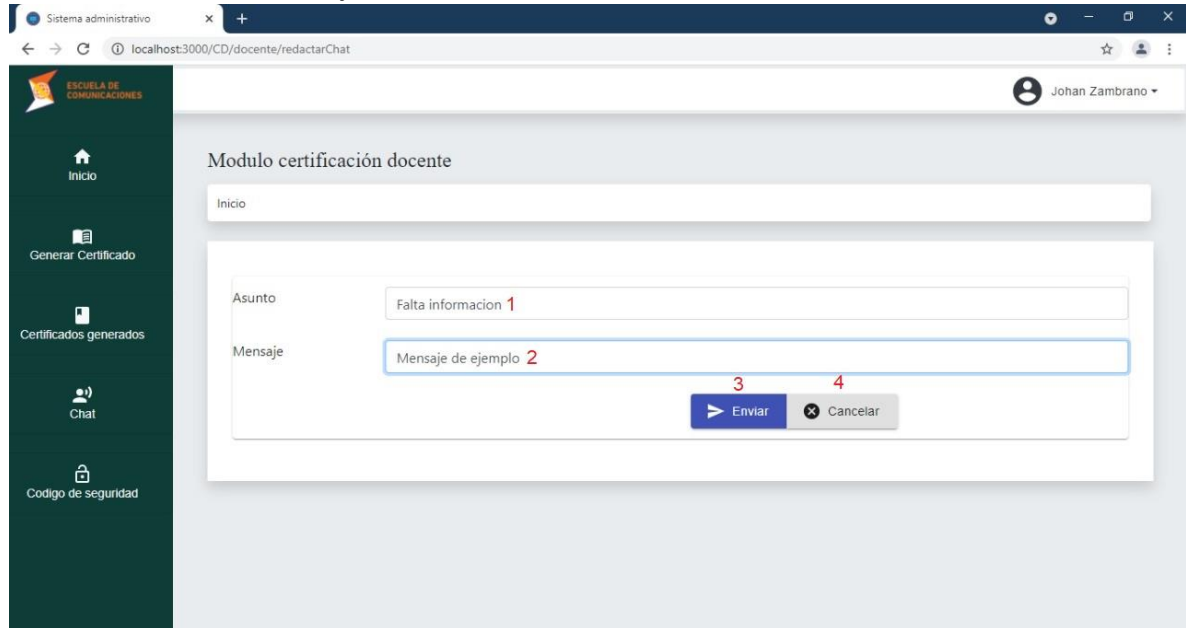 Sistema administrativo
localhost:3000/CD/docente/redactarChat
ESCUELA DE
COMUNICACIONES
Johan Zambrano
Inicio
Generar Certificado
Certificados generados
Chat
Codigo de seguridad
Modulo certificación docente
Inicio
Asunto
Falta informacion 1
Mensaje
Mensaje de ejemplo 2
3 4
Enviar Cancelar